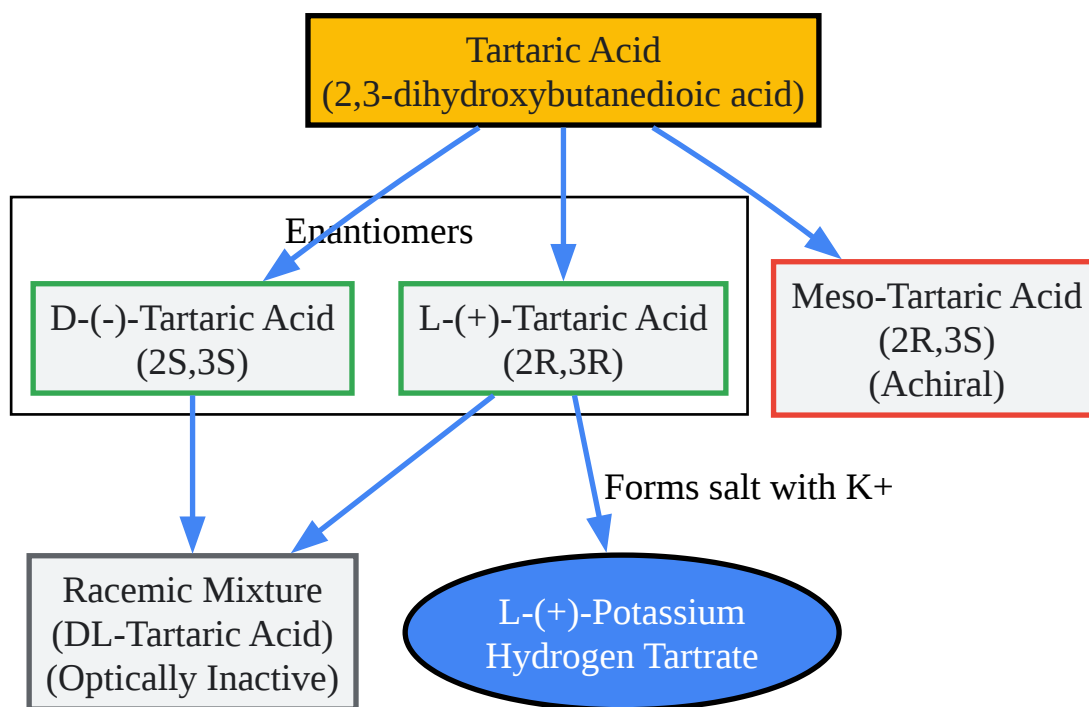 Tartaric Acid
(2,3-dihydroxybutanedioic acid)
Enantiomers
D-(-)-Tartaric Acid
(2S,3S)
L-(+)-Tartaric Acid
(2R,3R)
Meso-Tartaric Acid
(2R,3S)
(Achiral)
Forms salt with K+
Racemic Mixture
(DL-Tartaric Acid)
(Optically Inactive)
L-(+)-Potassium
Hydrogen Tartrate